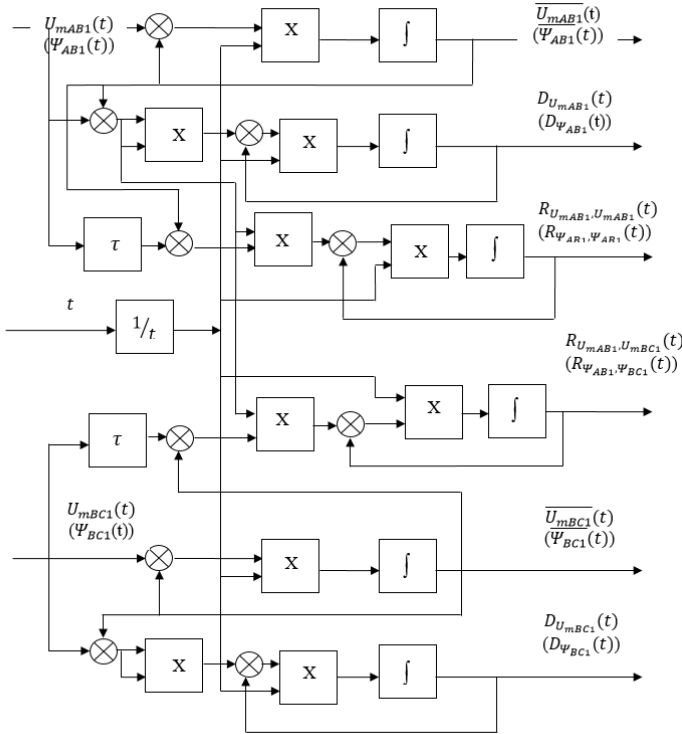 U_{mAB1}(t) X ∫ \overline{U_{mAB1}}(t)
(Ψ_{AB1}(t)) (\overline{Ψ_{AB1}}(t))
X X ∫ D_{U_{mAB1}}(t)
(D_{Ψ_{AB1}}(t))
τ X X ∫ R_{U_{mAB1},U_{mAB1}}(t)
(R_{Ψ_{AB1},Ψ_{AB1}}(t))
t
1/t
R_{U_{mAB1},U_{mBC1}}(t)
(R_{Ψ_{AB1},Ψ_{BC1}}(t))
τ X X ∫
U_{mBC1}(t) \overline{U_{mBC1}}(t)
(Ψ_{BC1}(t)) (\overline{Ψ_{BC1}}(t))
X ∫
D_{U_{mBC1}}(t)
(D_{Ψ_{BC1}}(t))
X X ∫